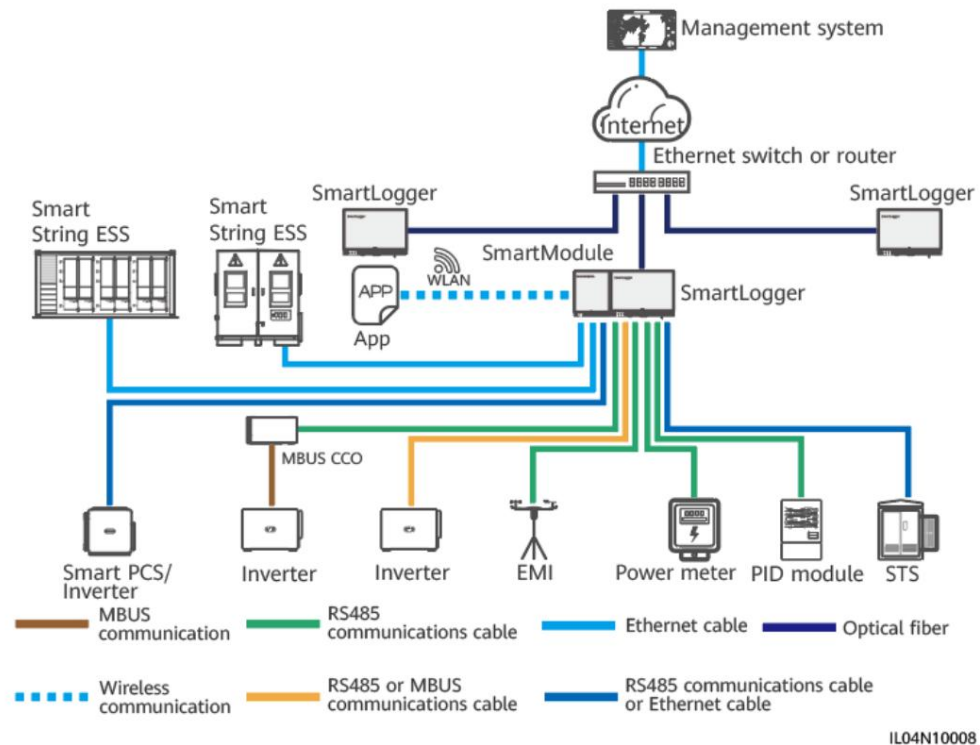 Management system
Internet
Ethernet switch or router
SmartLogger
SmartLogger
Smart
String ESS
Smart
String ESS
SmartModule
WLAN
SmartLogger
APP
App
MBUS CCO
Smart PCS/
Inverter
Inverter
Inverter
EMI
Power meter
PID module
STS
MBUS
communication
RS485
communications cable
Ethernet cable
Optical fiber
Wireless
communication
RS485 or MBUS
communications cable
RS485 communications cable
or Ethernet cable
IL04N10008